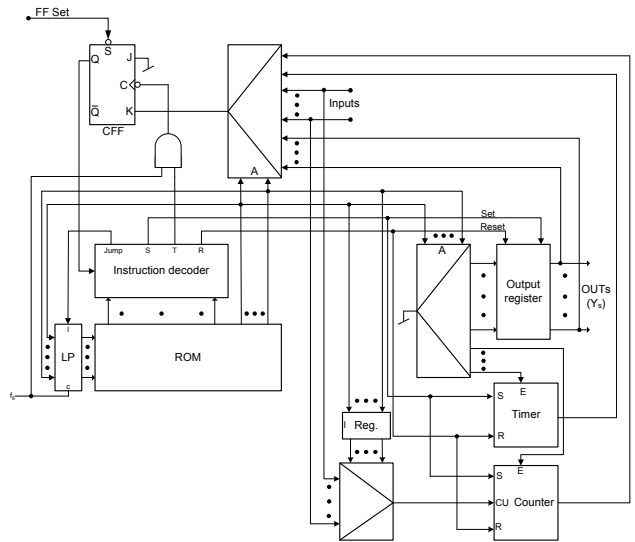 FF Set
S
Q
J
C
Q̄
K
CFF
Inputs
A
Set
Reset
Jump
S
T
R
Instruction decoder
A
Output
register
OUTs
(Yₛ)
I
LP
c
ROM
E
S
Timer
R
I
Reg.
E
S
CU
Counter
R